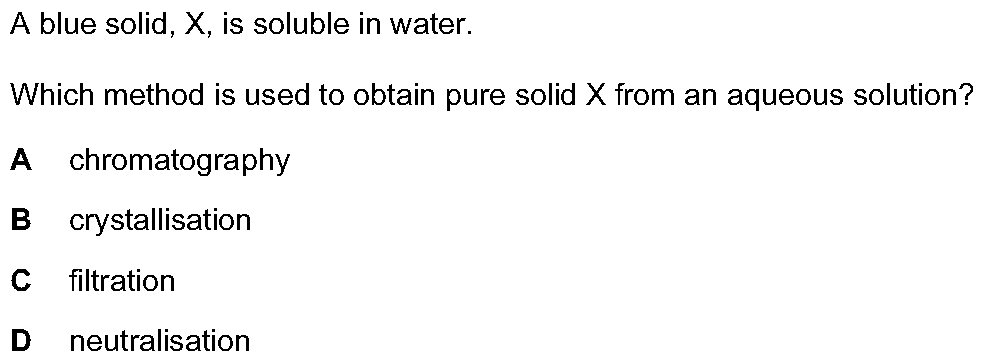 A blue solid, X, is soluble in water.
Which method is used to obtain pure solid X from an aqueous solution?
A chromatography
B crystallisation
C filtration
D neutralisation